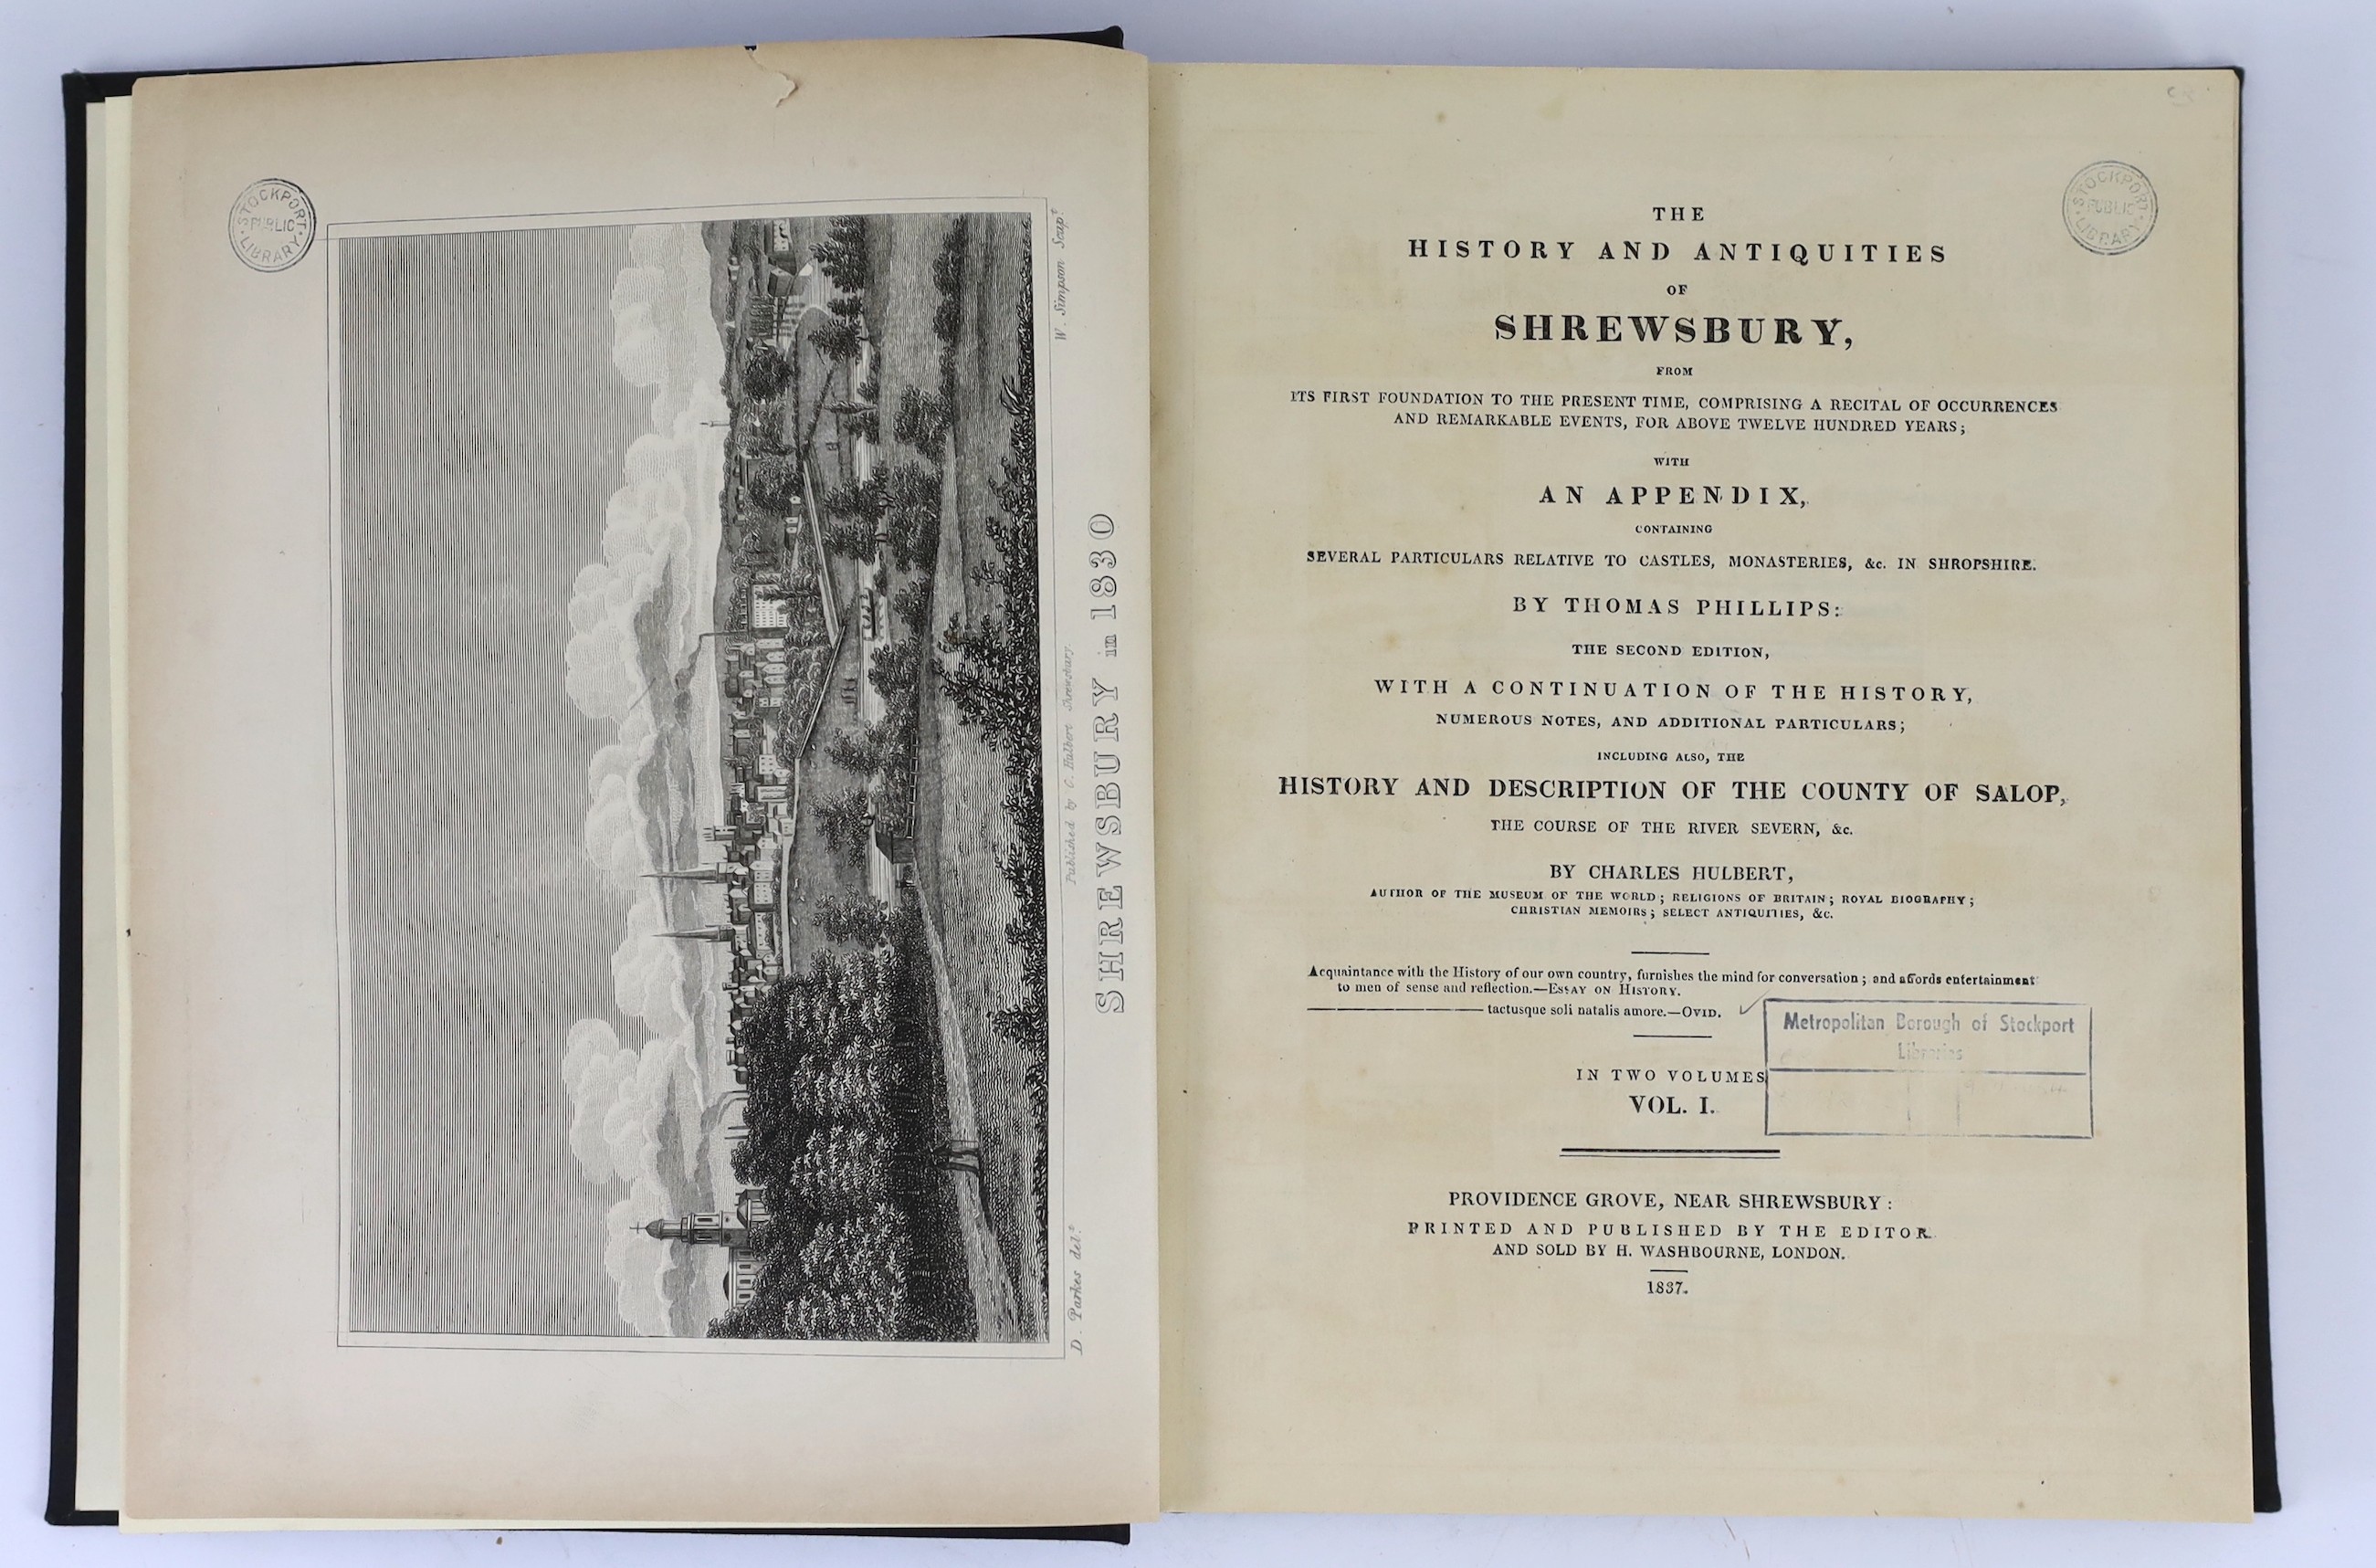 STOCKPORT
PUBLIC
LIBRARY
D. Parkes delt.
W. Simpson Sculpt.
Published by C. Hulbert Shrewsbury.
SHREWSBURY in 1830
THE
HISTORY AND ANTIQUITIES
OF
SHREWSBURY,
FROM
ITS FIRST FOUNDATION TO THE PRESENT TIME, COMPRISING A RECITAL OF OCCURRENCES
AND REMARKABLE EVENTS, FOR ABOVE TWELVE HUNDRED YEARS;
WITH
AN APPENDIX,
CONTAINING
SEVERAL PARTICULARS RELATIVE TO CASTLES, MONASTERIES, &c. IN SHROPSHIRE.
BY THOMAS PHILLIPS:
THE SECOND EDITION,
WITH A CONTINUATION OF THE HISTORY,
NUMEROUS NOTES, AND ADDITIONAL PARTICULARS;
INCLUDING ALSO, THE
HISTORY AND DESCRIPTION OF THE COUNTY OF SALOP,
THE COURSE OF THE RIVER SEVERN, &c.
BY CHARLES HULBERT,
AUTHOR OF THE MUSEUM OF THE WORLD; RELIGIONS OF BRITAIN; ROYAL BIOGRAPHY;
CHRISTIAN MEMOIRS; SELECT ANTIQUITIES, &c.
Acquaintance with the History of our own country, furnishes the mind for conversation; and affords entertainment
to men of sense and reflection.—ESSAY ON HISTORY.
tactusque soli natalis amore.—OVID.
IN TWO VOLUMES
VOL. I.
PROVIDENCE GROVE, NEAR SHREWSBURY:
PRINTED AND PUBLISHED BY THE EDITOR
AND SOLD BY H. WASHBOURNE, LONDON.
1837.
STOCKPORT
PUBLIC
LIBRARY
Metropolitan Borough of Stockport
Libraries